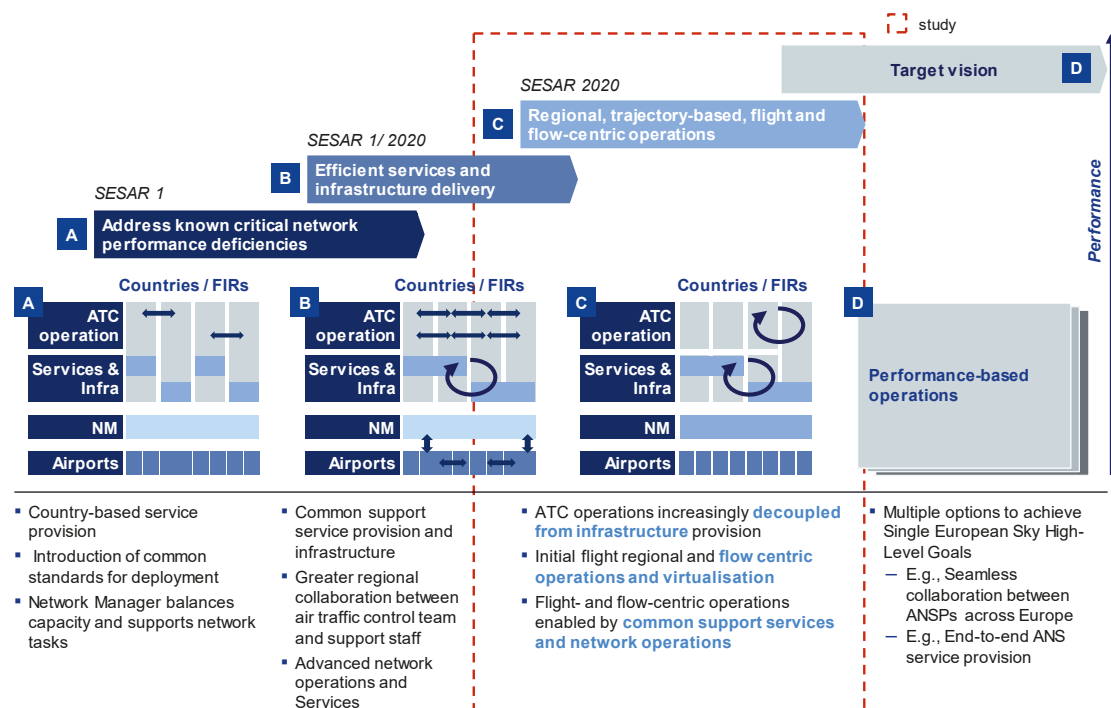 study
Target vision
D
SESAR 2020
C
Regional, trajectory-based, flight and
flow-centric operations
SESAR 1/ 2020
B
Efficient services and
infrastructure delivery
SESAR 1
A
Address known critical network
performance deficiencies
Performance
A
Countries / FIRs
ATC
operation
Services &
Infra
NM
Airports
B
Countries / FIRs
ATC
operation
Services &
Infra
NM
Airports
C
Countries / FIRs
ATC
operation
Services &
Infra
NM
Airports
D
Performance-based
operations
▪ Country-based service
provision
▪ Introduction of common
standards for deployment
▪ Network Manager balances
capacity and supports network
tasks
▪ Common support
service provision and
infrastructure
▪ Greater regional
collaboration between
air traffic control team
and support staff
▪ Advanced network
operations and
Services
▪ ATC operations increasingly decoupled
from infrastructure provision
▪ Initial flight regional and flow centric
operations and virtualisation
▪ Flight- and flow-centric operations
enabled by common support services
and network operations
▪ Multiple options to achieve
Single European Sky High-
Level Goals
– E.g., Seamless
collaboration between
ANSPs across Europe
– E.g., End-to-end ANS
service provision